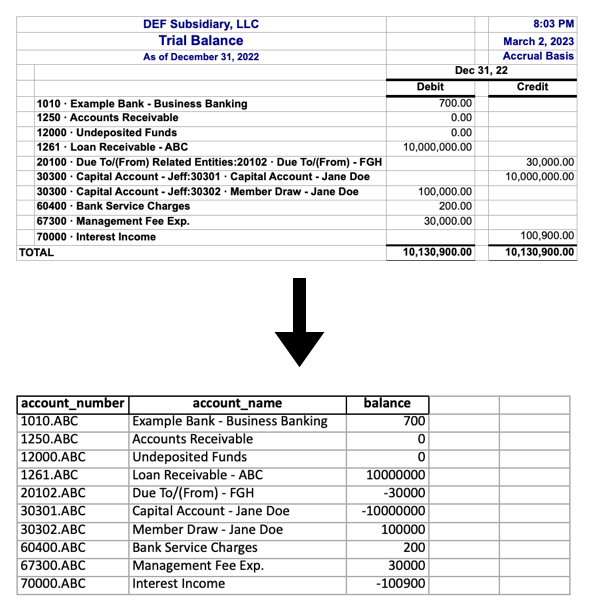 DEF Subsidiary, LLC 8:03 PM
Trial Balance March 2, 2023
As of December 31, 2022 Accrual Basis
Dec 31, 22
Debit Credit
1010 · Example Bank - Business Banking 700.00
1250 · Accounts Receivable 0.00
12000 · Undeposited Funds 0.00
1261 · Loan Receivable - ABC 10,000,000.00
20100 · Due To/(From) Related Entities:20102 · Due To/(From) - FGH 30,000.00
30300 · Capital Account - Jeff:30301 · Capital Account - Jane Doe 10,000,000.00
30300 · Capital Account - Jeff:30302 · Member Draw - Jane Doe 100,000.00
60400 · Bank Service Charges 200.00
67300 · Management Fee Exp. 30,000.00
70000 · Interest Income 100,900.00
TOTAL 10,130,900.00 10,130,900.00
account_number account_name balance
1010.ABC Example Bank - Business Banking 700
1250.ABC Accounts Receivable 0
12000.ABC Undeposited Funds 0
1261.ABC Loan Receivable - ABC 10000000
20102.ABC Due To/(From) - FGH -30000
30301.ABC Capital Account - Jane Doe -10000000
30302.ABC Member Draw - Jane Doe 100000
60400.ABC Bank Service Charges 200
67300.ABC Management Fee Exp. 30000
70000.ABC Interest Income -100900